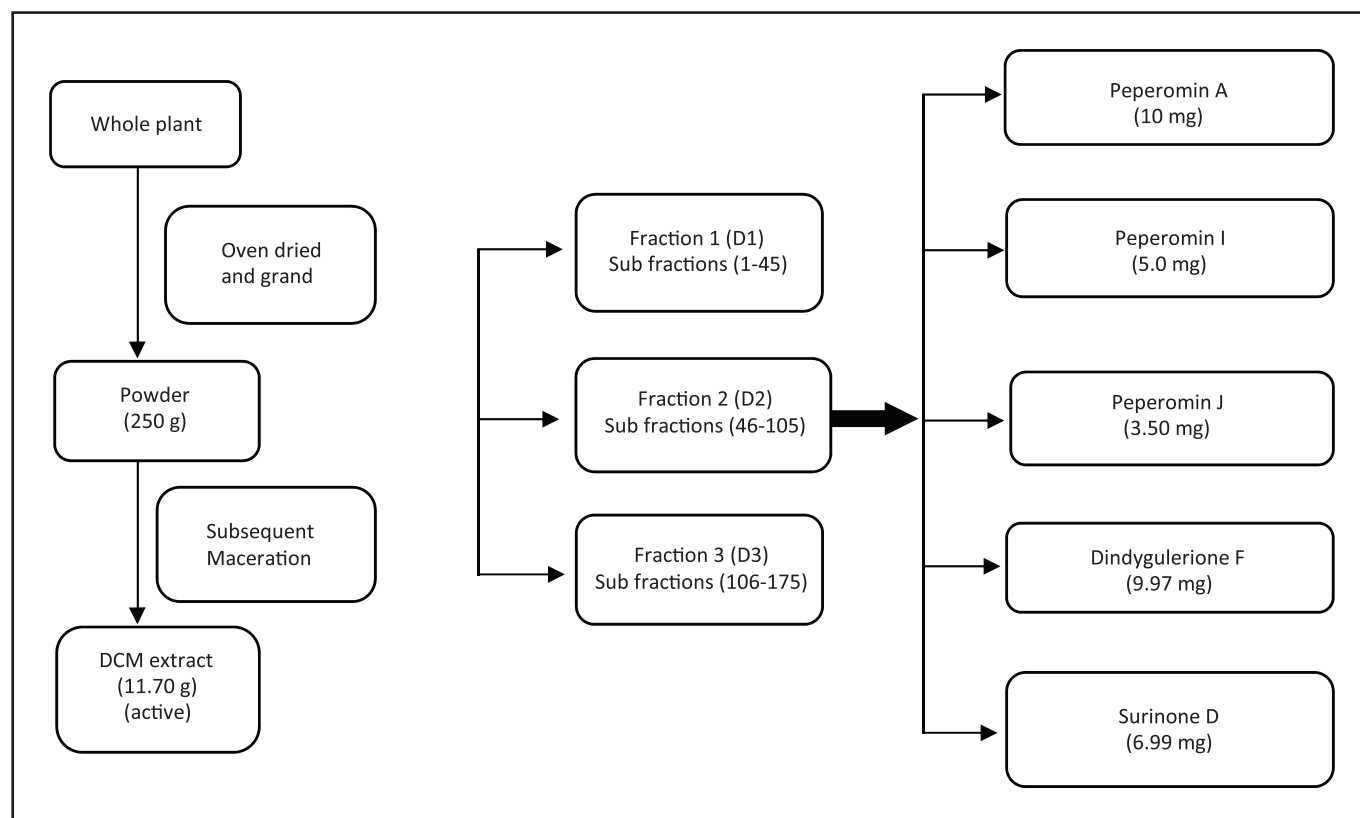 Whole plant
Oven dried
and grand
Powder
(250 g)
Subsequent
Maceration
DCM extract
(11.70 g)
(active)
Fraction 1 (D1)
Sub fractions (1-45)
Fraction 2 (D2)
Sub fractions (46-105)
Fraction 3 (D3)
Sub fractions (106-175)
Peperomin A
(10 mg)
Peperomin I
(5.0 mg)
Peperomin J
(3.50 mg)
Dindygulerione F
(9.97 mg)
Surinone D
(6.99 mg)